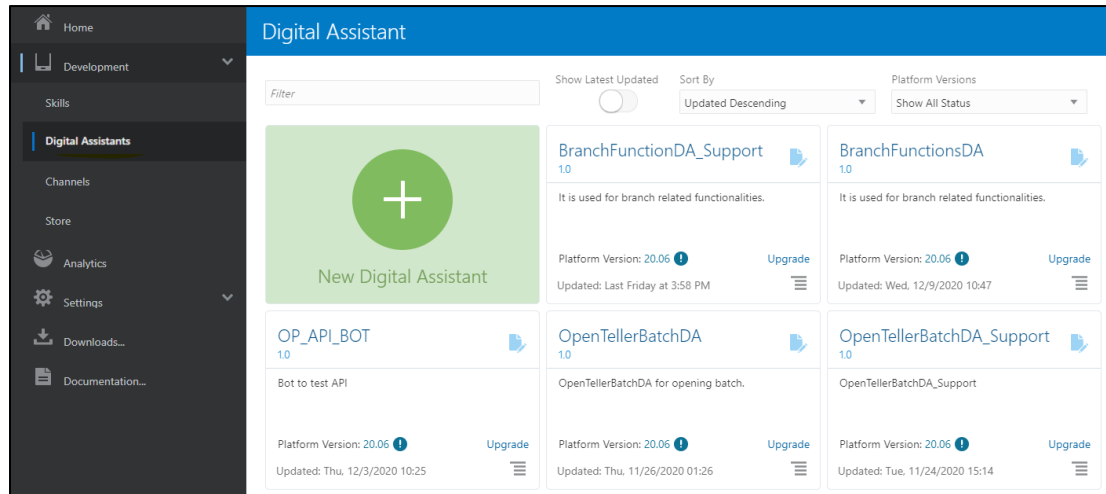 Home
Development
Skills
Digital Assistants
Channels
Store
Analytics
Settings
Downloads...
Documentation...
Digital Assistant
Filter
Show Latest Updated
Sort By
Updated Descending
Platform Versions
Show All Status
New Digital Assistant
BranchFunctionDA_Support
1.0
It is used for branch related functionalities.
Platform Version: 20.06 Upgrade
Updated: Last Friday at 3:58 PM
BranchFunctionsDA
1.0
It is used for branch related functionalities.
Platform Version: 20.06 Upgrade
Updated: Wed, 12/9/2020 10:47
OP_API_BOT
1.0
Bot to test API
Platform Version: 20.06 Upgrade
Updated: Thu, 12/3/2020 10:25
OpenTellerBatchDA
1.0
OpenTellerBatchDA for opening batch.
Platform Version: 20.06 Upgrade
Updated: Thu, 11/26/2020 01:26
OpenTellerBatchDA_Support
1.0
OpenTellerBatchDA_Support
Platform Version: 20.06 Upgrade
Updated: Tue, 11/24/2020 15:14